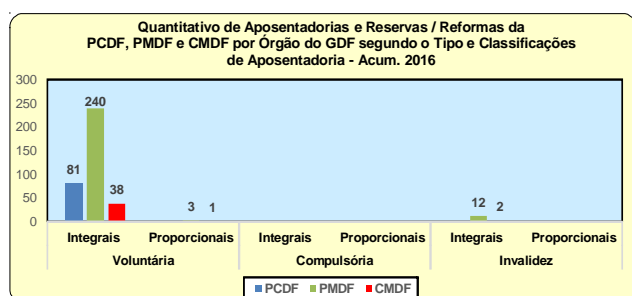 Quantitativo de Aposentadorias e Reservas / Reformas da
PCDF, PMDF e CMDF por Órgão do GDF segundo o Tipo e Classificações
de Aposentadoria - Acum. 2016
300
250
200
150
100
50
0
81
240
38
3
1
12
2
Integrais Proporcionais Integrais Proporcionais Integrais Proporcionais
Voluntária Compulsória Invalidez
PCDF PMDF CMDF